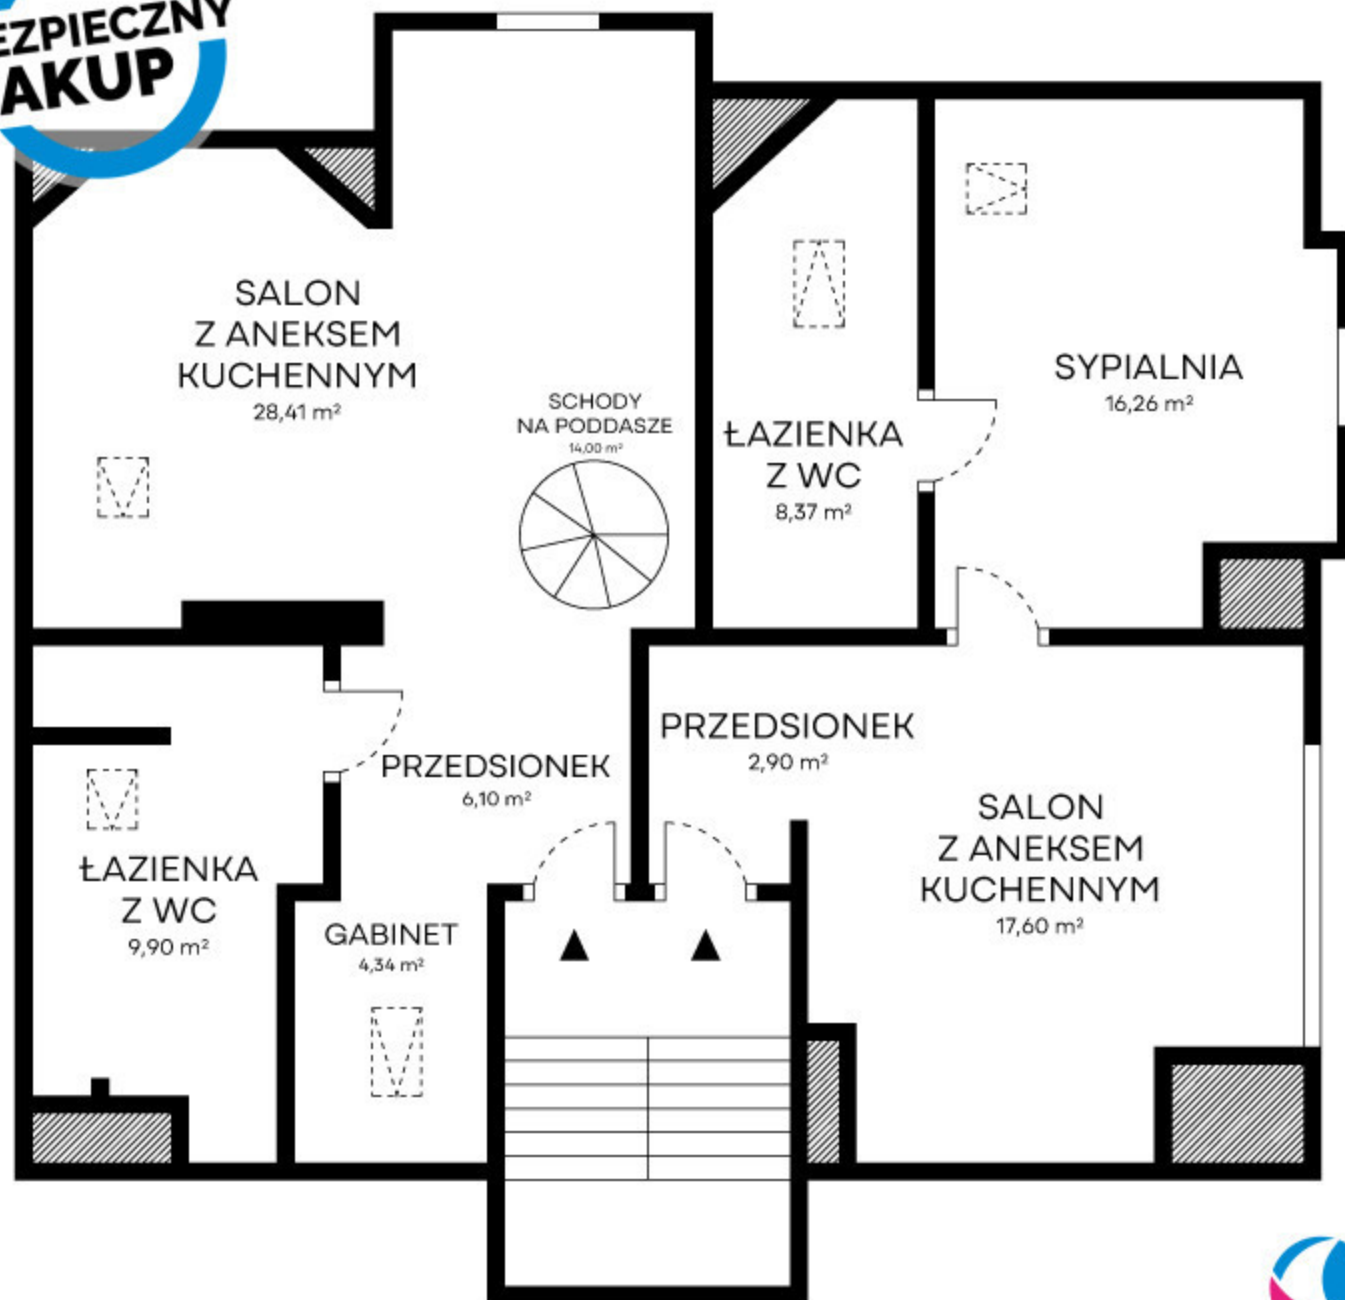 EZPIECZNY
AKUP
SALON
Z ANEKSEM
KUCHENNYM
28,41 m²
SCHODY
NA PODDASZE
14,00 m²
ŁAZIENKA
Z WC
8,37 m²
SYPIALNIA
16,26 m²
PRZEDSIONEK
6,10 m²
PRZEDSIONEK
2,90 m²
SALON
Z ANEKSEM
KUCHENNYM
17,60 m²
ŁAZIENKA
Z WC
9,90 m²
GABINET
4,34 m²